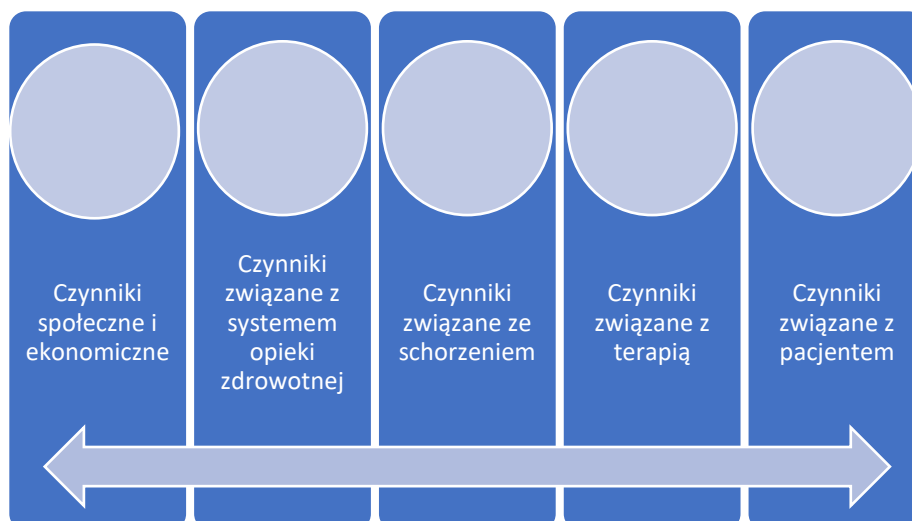 Czynniki
społeczne i
ekonomiczne
Czynniki
związane z
systemem
opieki
zdrowotnej
Czynniki
związane ze
schorzeniem
Czynniki
związane z
terapią
Czynniki
związane z
pacjentem